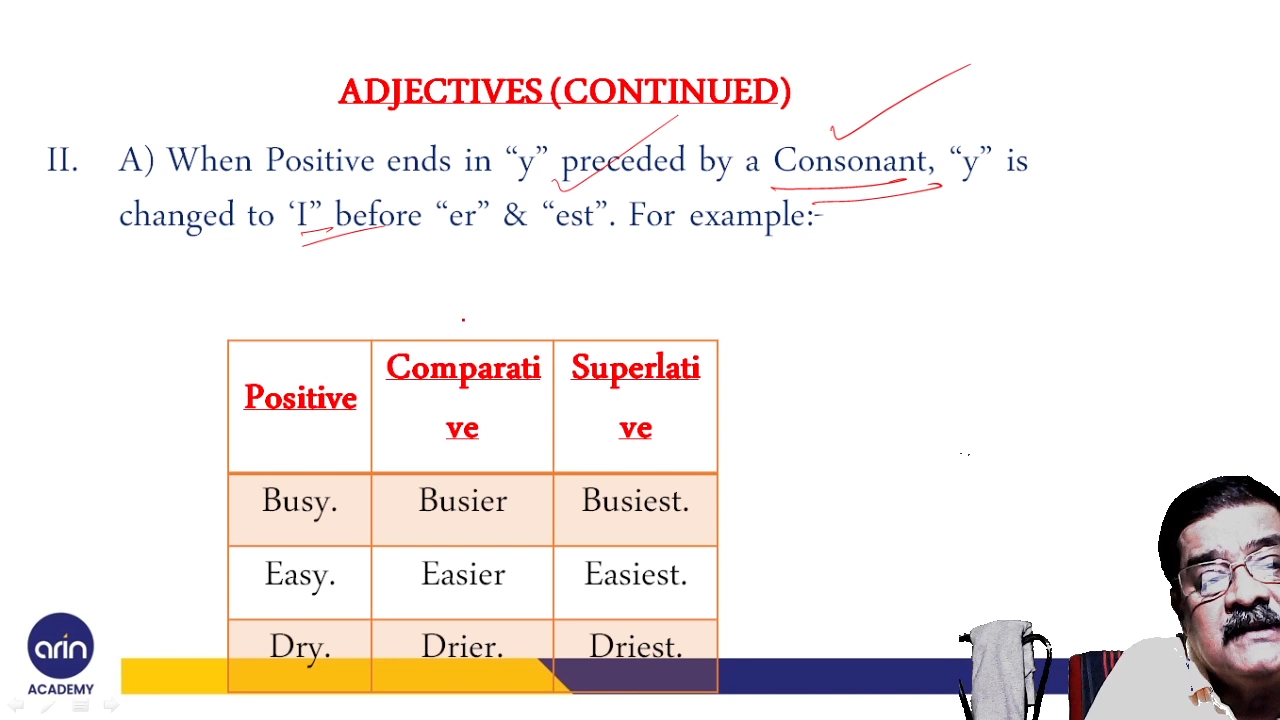 ADJECTIVES (CONTINUED)
II. A) When Positive ends in “y” preceded by a Consonant, “y” is
changed to ‘I” before “er” & “est”. For example:-
Positive
Comparati
ve
Superlati
ve
Busy. Busier Busiest.
Easy. Easier Easiest.
Dry. Drier. Driest.
arin
ACADEMY